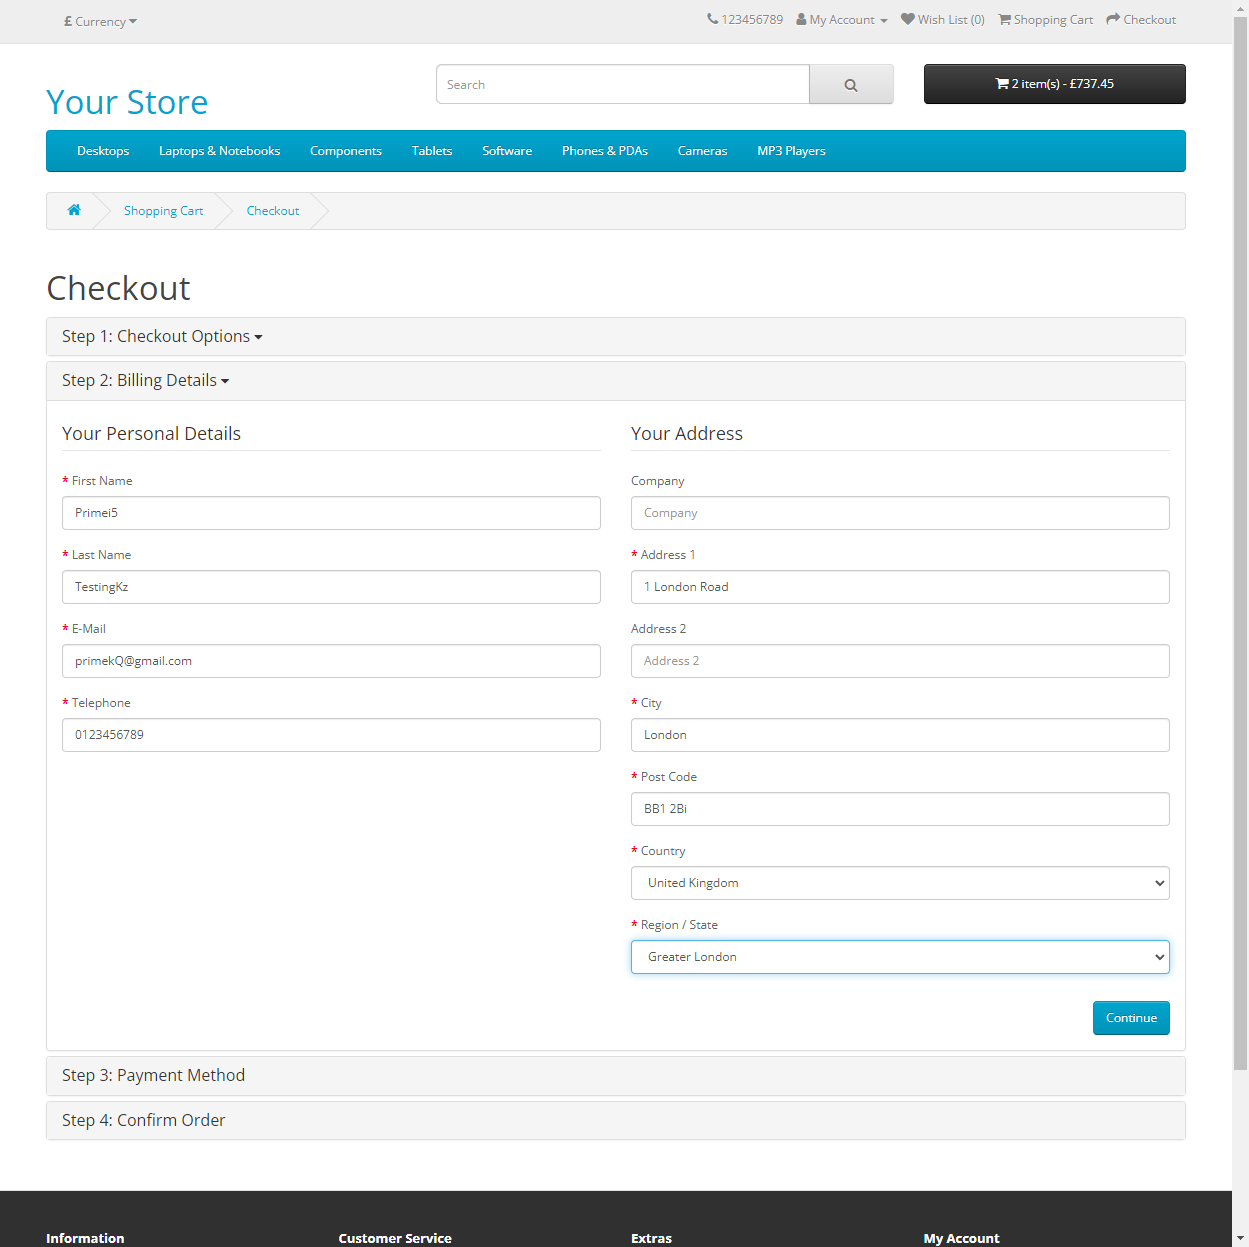 £ Currency
123456789 My Account Wish List (0) Shopping Cart Checkout
Your Store
Search
2 item(s) - £737.45
Desktops Laptops & Notebooks Components Tablets Software Phones & PDAs Cameras MP3 Players
Shopping Cart Checkout
Checkout
Step 1: Checkout Options
Step 2: Billing Details
Your Personal Details
* First Name
Primei5
* Last Name
TestingKz
* E-Mail
primekQ@gmail.com
* Telephone
0123456789
Your Address
Company
Company
* Address 1
1 London Road
Address 2
Address 2
* City
London
* Post Code
BB1 2Bi
* Country
United Kingdom
* Region / State
Greater London
Continue
Step 3: Payment Method
Step 4: Confirm Order
Information Customer Service Extras My Account